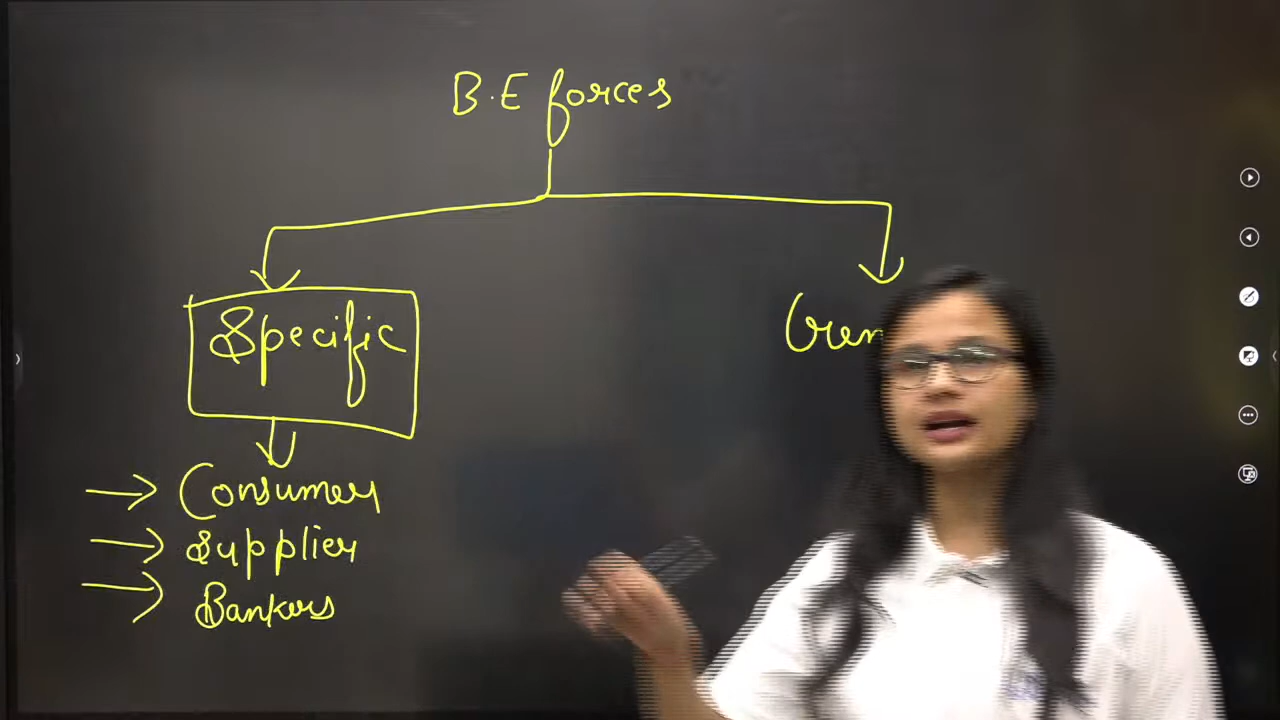 B.E forces
Specific
Consumer
Supplier
Bankers